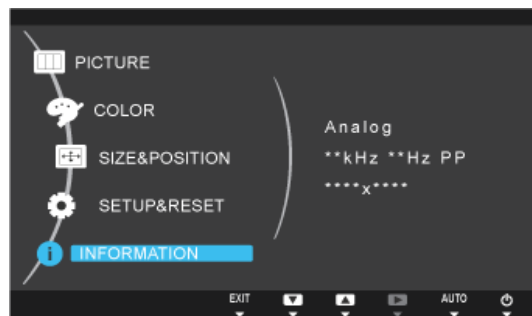 PICTURE
COLOR
SIZE&POSITION
SETUP&RESET
INFORMATION
Analog
**kHz **Hz PP
****x****
EXIT AUTO